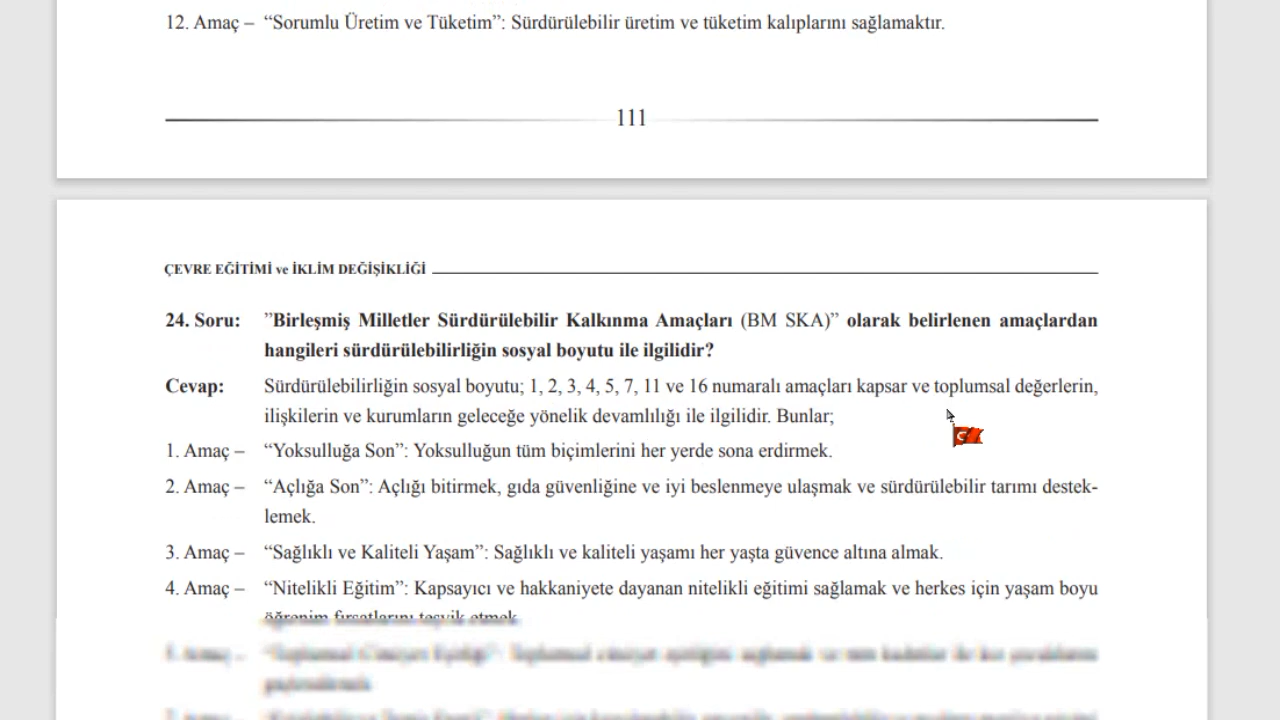 12. Amaç – “Sorumlu Üretim ve Tüketim”: Sürdürülebilir üretim ve tüketim kalıplarını sağlamaktır.
111
ÇEVRE EĞİTİMİ ve İKLİM DEĞİŞİKLİĞİ
24. Soru: ”Birleşmiş Milletler Sürdürülebilir Kalkınma Amaçları (BM SKA)” olarak belirlenen amaçlardan
hangileri sürdürülebilirliğin sosyal boyutu ile ilgilidir?
Cevap: Sürdürülebilirliğin sosyal boyutu; 1, 2, 3, 4, 5, 7, 11 ve 16 numaralı amaçları kapsar ve toplumsal değerlerin,
ilişkilerin ve kurumların geleceğe yönelik devamlılığı ile ilgilidir. Bunlar;
1. Amaç – “Yoksulluğa Son”: Yoksulluğun tüm biçimlerini her yerde sona erdirmek.
2. Amaç – “Açlığa Son”: Açlığı bitirmek, gıda güvenliğine ve iyi beslenmeye ulaşmak ve sürdürülebilir tarımı destek-
lemek.
3. Amaç – “Sağlıklı ve Kaliteli Yaşam”: Sağlıklı ve kaliteli yaşamı her yaşta güvence altına almak.
4. Amaç – “Nitelikli Eğitim”: Kapsayıcı ve hakkaniyete dayanan nitelikli eğitimi sağlamak ve herkes için yaşam boyu
öğrenim fırsatlarını teşvik etmek